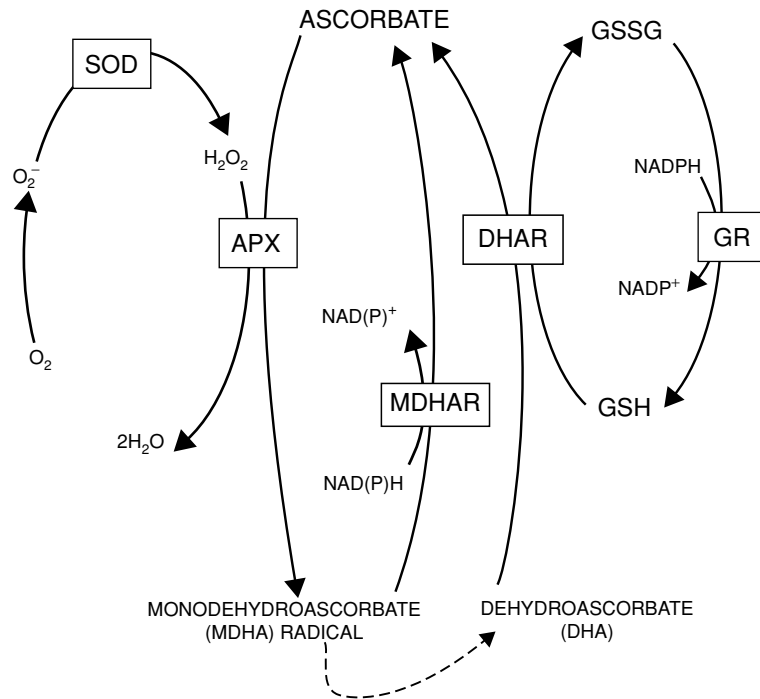 ASCORBATE
GSSG
SOD
H₂O₂
O₂⁻
NADPH
APX
DHAR
GR
NADP⁺
NAD(P)⁺
O₂
MDHAR
GSH
2H₂O
NAD(P)H
MONODEHYDROASCORBATE
(MDHA) RADICAL
DEHYDROASCORBATE
(DHA)